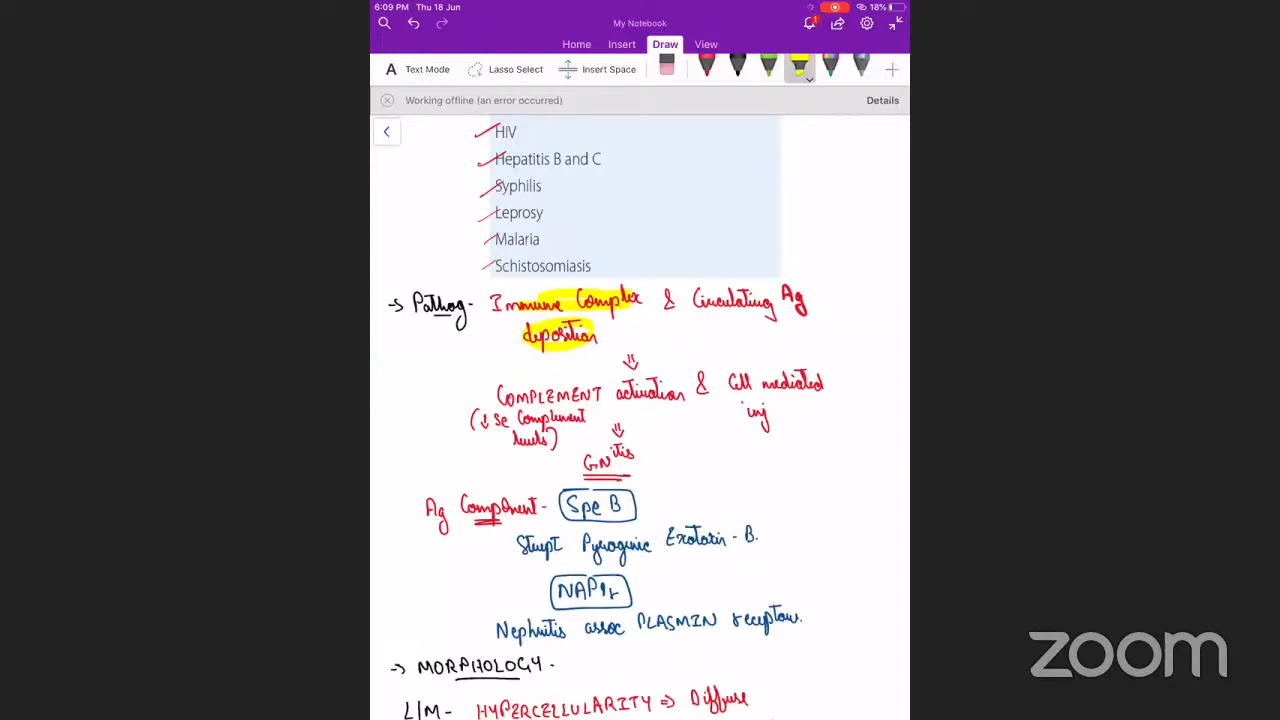 6:09 PM Thu 18 Jun
18%
My Notebook
1
Home Insert Draw View
A Text Mode Lasso Select Insert Space
Working offline (an error occurred) Details
HIV
Hepatitis B and C
Syphilis
Leprosy
Malaria
Schistosomiasis
→ Pathog - Immune Complex & Circulating Ag
deposition
⇓
COMPLEMENT activation & Cell mediated
inj
(↓ Se Complement
levels)
⇓
GNitis
Ag Component - Spe B
Strept Pyrogenic Exotoxin - B.
NAPlr
Nephritis assoc PLASMIN receptor.
→ MORPHOLOGY -
L/M - HYPERCELLULARITY ⇒ Diffuse
zoom